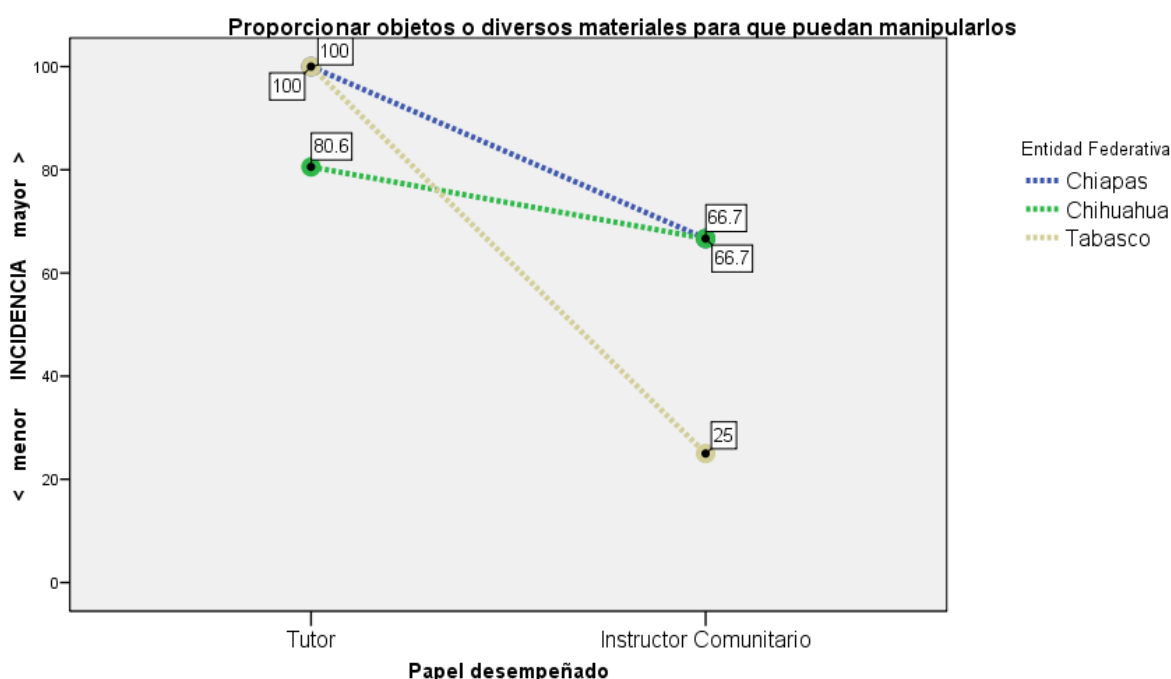 Proporcionar objetos o diversos materiales para que puedan manipularlos
100
100
100
80.6
80
66.7
66.7
60
40
25
20
0
< menor INCIDENCIA mayor >
Tutor
Instructor Comunitario
Papel desempeñado
Entidad Federativa
Chiapas
Chihuahua
Tabasco